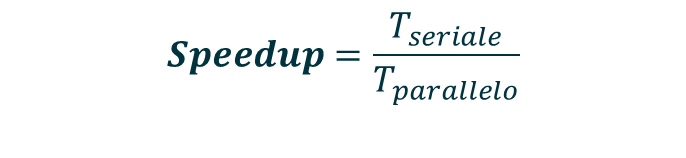 Speedup = T_seriale / T_parallelo